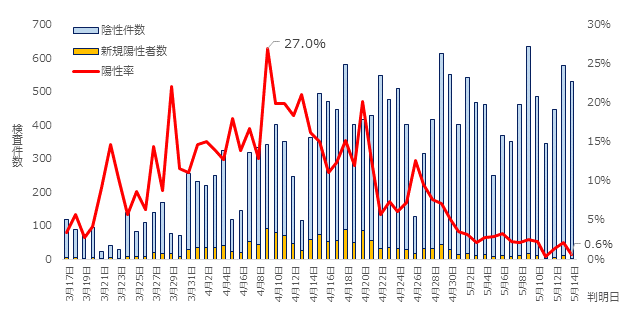 700
600
500
400
300
200
100
0
検査件数
陰性件数
新規陽性者数
陽性率
27.0%
30%
25%
20%
15%
10%
5%
0%
0.6%
3月17日
3月19日
3月21日
3月23日
3月25日
3月27日
3月29日
3月31日
4月2日
4月4日
4月6日
4月8日
4月10日
4月12日
4月14日
4月16日
4月18日
4月20日
4月22日
4月24日
4月26日
4月28日
4月30日
5月2日
5月4日
5月6日
5月8日
5月10日
5月12日
5月14日
判明日